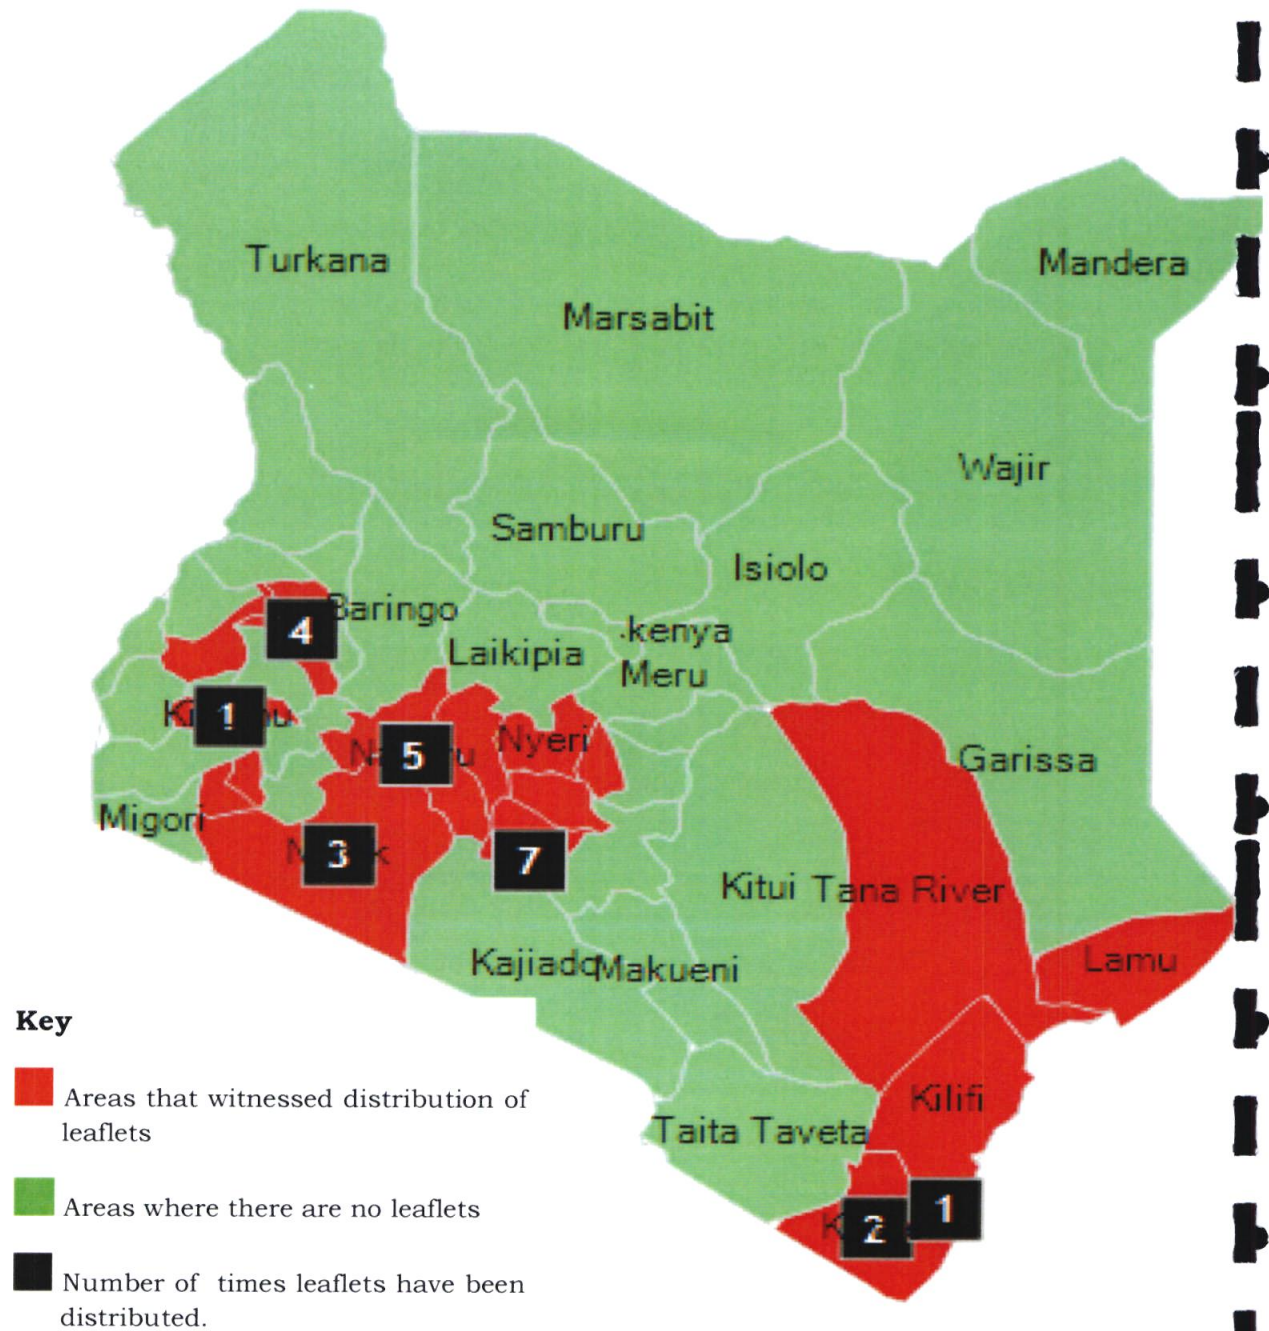 Turkana
Mandera
Marsabit
Wajir
Samburu
Isiolo
Baringo
4
kenya
Laikipia
Meru
1
Nyeri
5
Garissa
Migori
3
7
Kitui
Tana River
Kajiado
Makueni
Lamu
Key
Areas that witnessed distribution of
leaflets
Kilifi
Taita Taveta
Areas where there are no leaflets
1
2
Number of times leaflets have been
distributed.